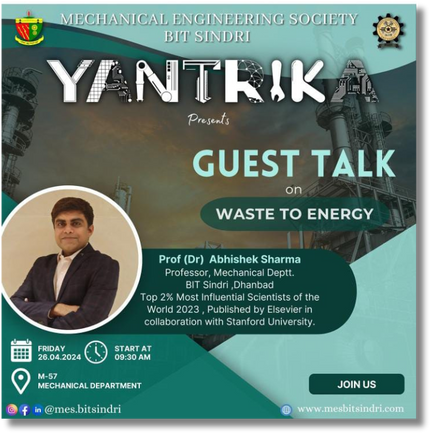 MECHANICAL ENGINEERING SOCIETY
BIT SINDRI
YANTRIKA
Presents
GUEST TALK
on
WASTE TO ENERGY
Prof (Dr) Abhishek Sharma
Professor, Mechanical Deptt.
BIT Sindri ,Dhanbad
Top 2% Most Influential Scientists of the
World 2023 , Published by Elsevier in
collaboration with Stanford University.
FRIDAY
26.04.2024
START AT
09:30 AM
M-57
MECHANICAL DEPARTMENT
JOIN US
@mes.bitsindri
www.mesbitsindri.com